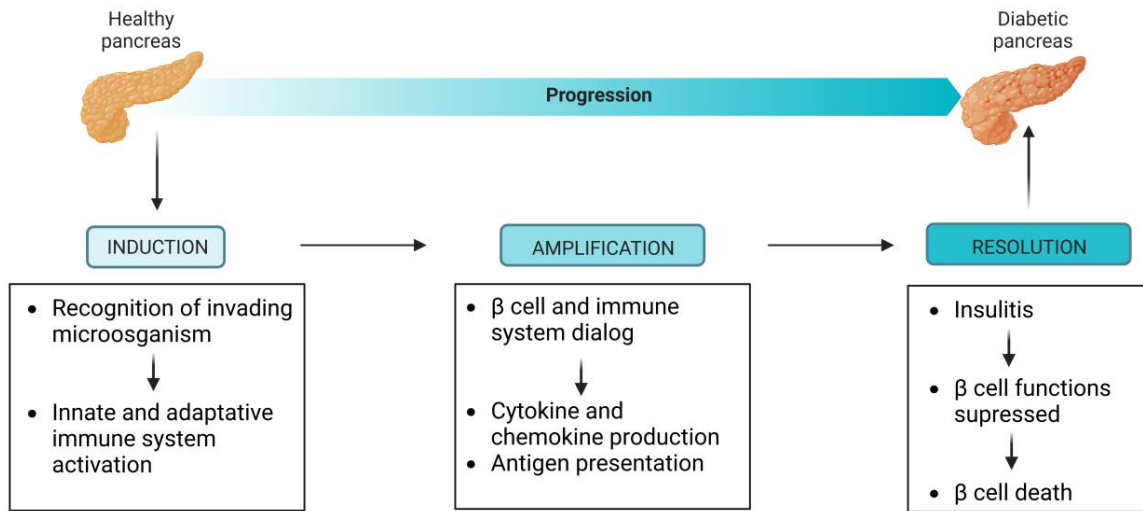 Healthy
pancreas
Diabetic
pancreas
Progression
INDUCTION
AMPLIFICATION
RESOLUTION
• Recognition of invading
microosganism
• Innate and adaptative
immune system
activation
• β cell and immune
system dialog
• Cytokine and
chemokine production
• Antigen presentation
• Insulitis
• β cell functions
supressed
• β cell death